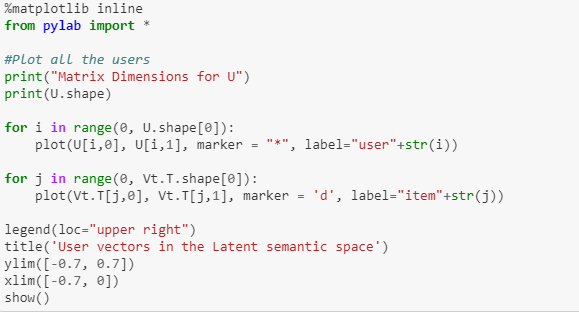 %matplotlib inline
from pylab import *

#Plot all the users
print("Matrix Dimensions for U")
print(U.shape)

for i in range(0, U.shape[0]):
    plot(U[i,0], U[i,1], marker = "*", label="user"+str(i))

for j in range(0, Vt.T.shape[0]):
    plot(Vt.T[j,0], Vt.T[j,1], marker = 'd', label="item"+str(j))

legend(loc="upper right")
title('User vectors in the Latent semantic space')
ylim([-0.7, 0.7])
xlim([-0.7, 0])
show()